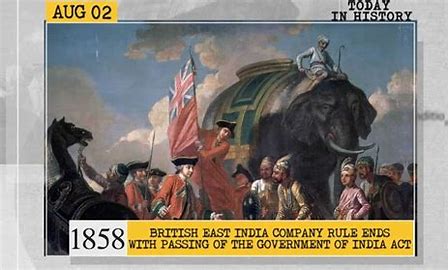 AUG 02
TODAY
IN HISTORY
1858
BRITISH EAST INDIA COMPANY RULE ENDS
WITH PASSING OF THE GOVERNMENT OF INDIA ACT